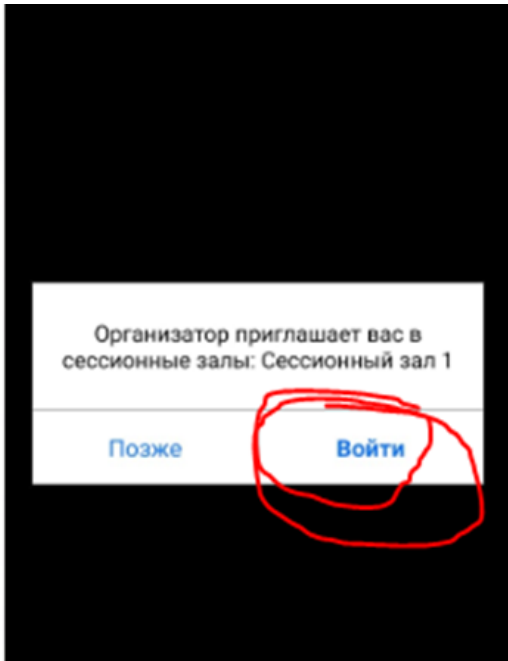 Организатор приглашает вас в
сессионные залы: Сессионный зал 1
Позже
Войти